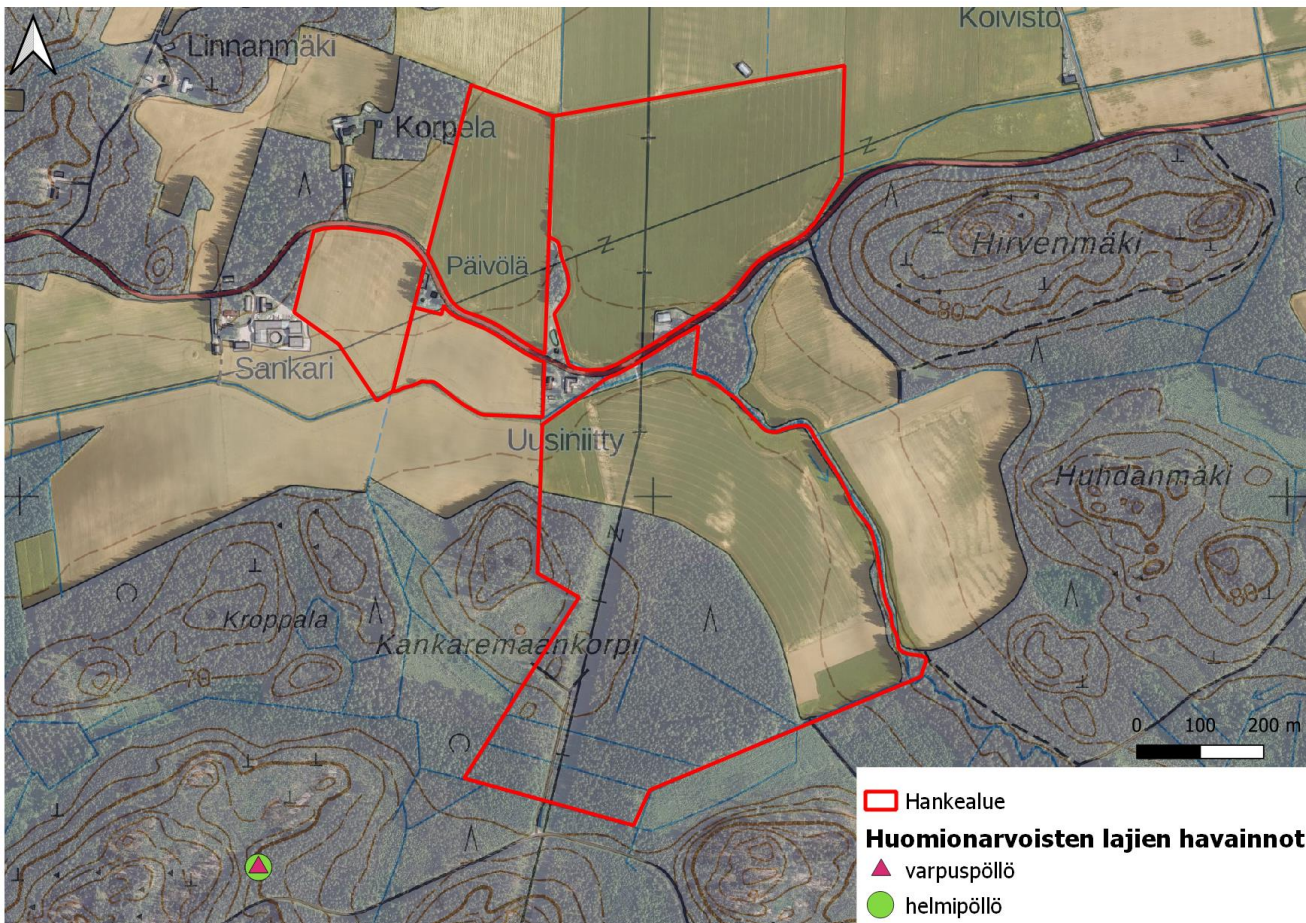 Koivisto
Linnanmäki
Korpela
Hirvenmäki
Päivölä
Z
Z
80
Sankari
Uusiniitty
Huhdanmäki
Z
80
Kroppala
Kankaremaankorpi
70
0 100 200 m
Hankealue
Huomionarvoisten lajien havainnot
varpuspöllö
helmipöllö